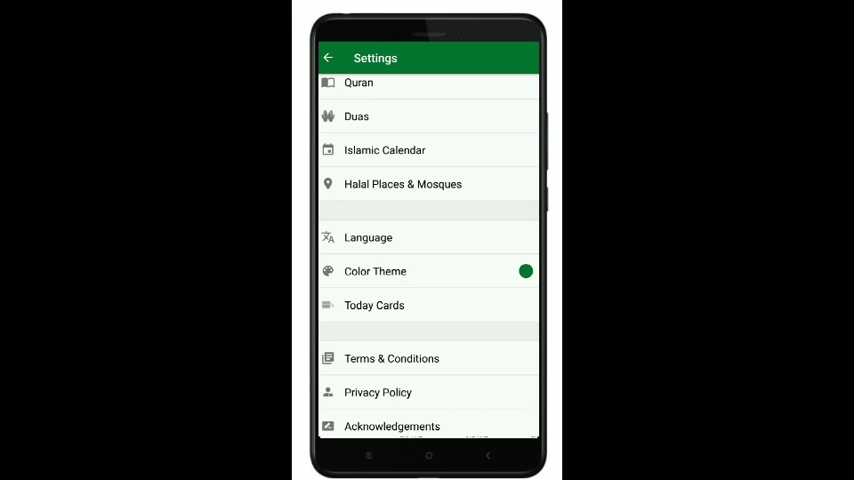 Settings
Quran
Duas
Islamic Calendar
Halal Places & Mosques
Language
Color Theme
Today Cards
Terms & Conditions
Privacy Policy
Acknowledgements